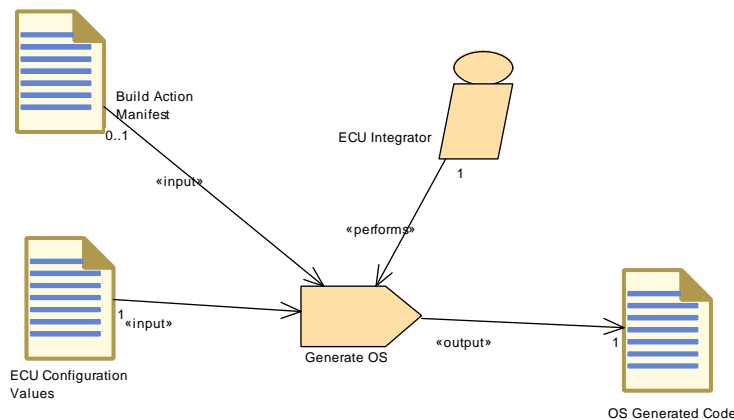 Build Action
Manifest
0..1
ECU Integrator
1
«input»
«performs»
1
«input»
Generate OS
«output»
1
ECU Configuration
Values
OS Generated Code